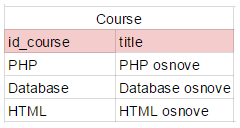 Course
id_course title
PHP PHP osnove
Database Database osnove
HTML HTML osnove